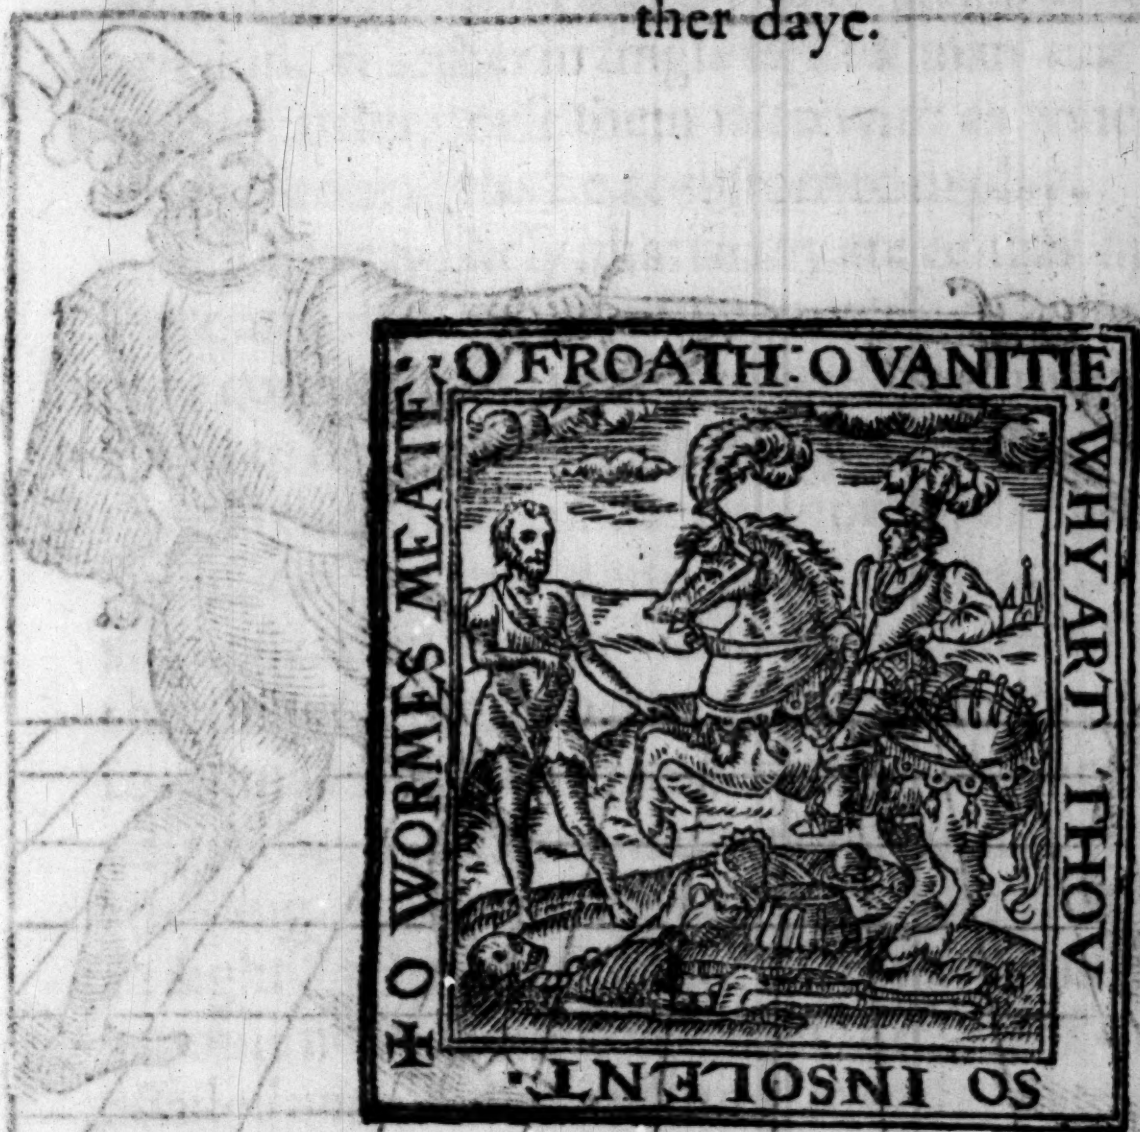 ther daye.
✠ O WORMES MEATE:
O FROATH: O VANITIE:
WHY ART THOV
SO INSOLENT.